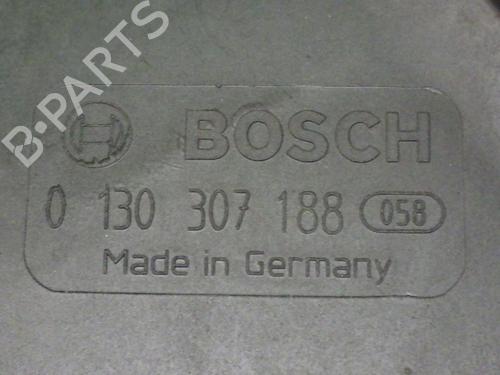 B-PARTS
BOSCH
0 130 307 188 058
Made in Germany